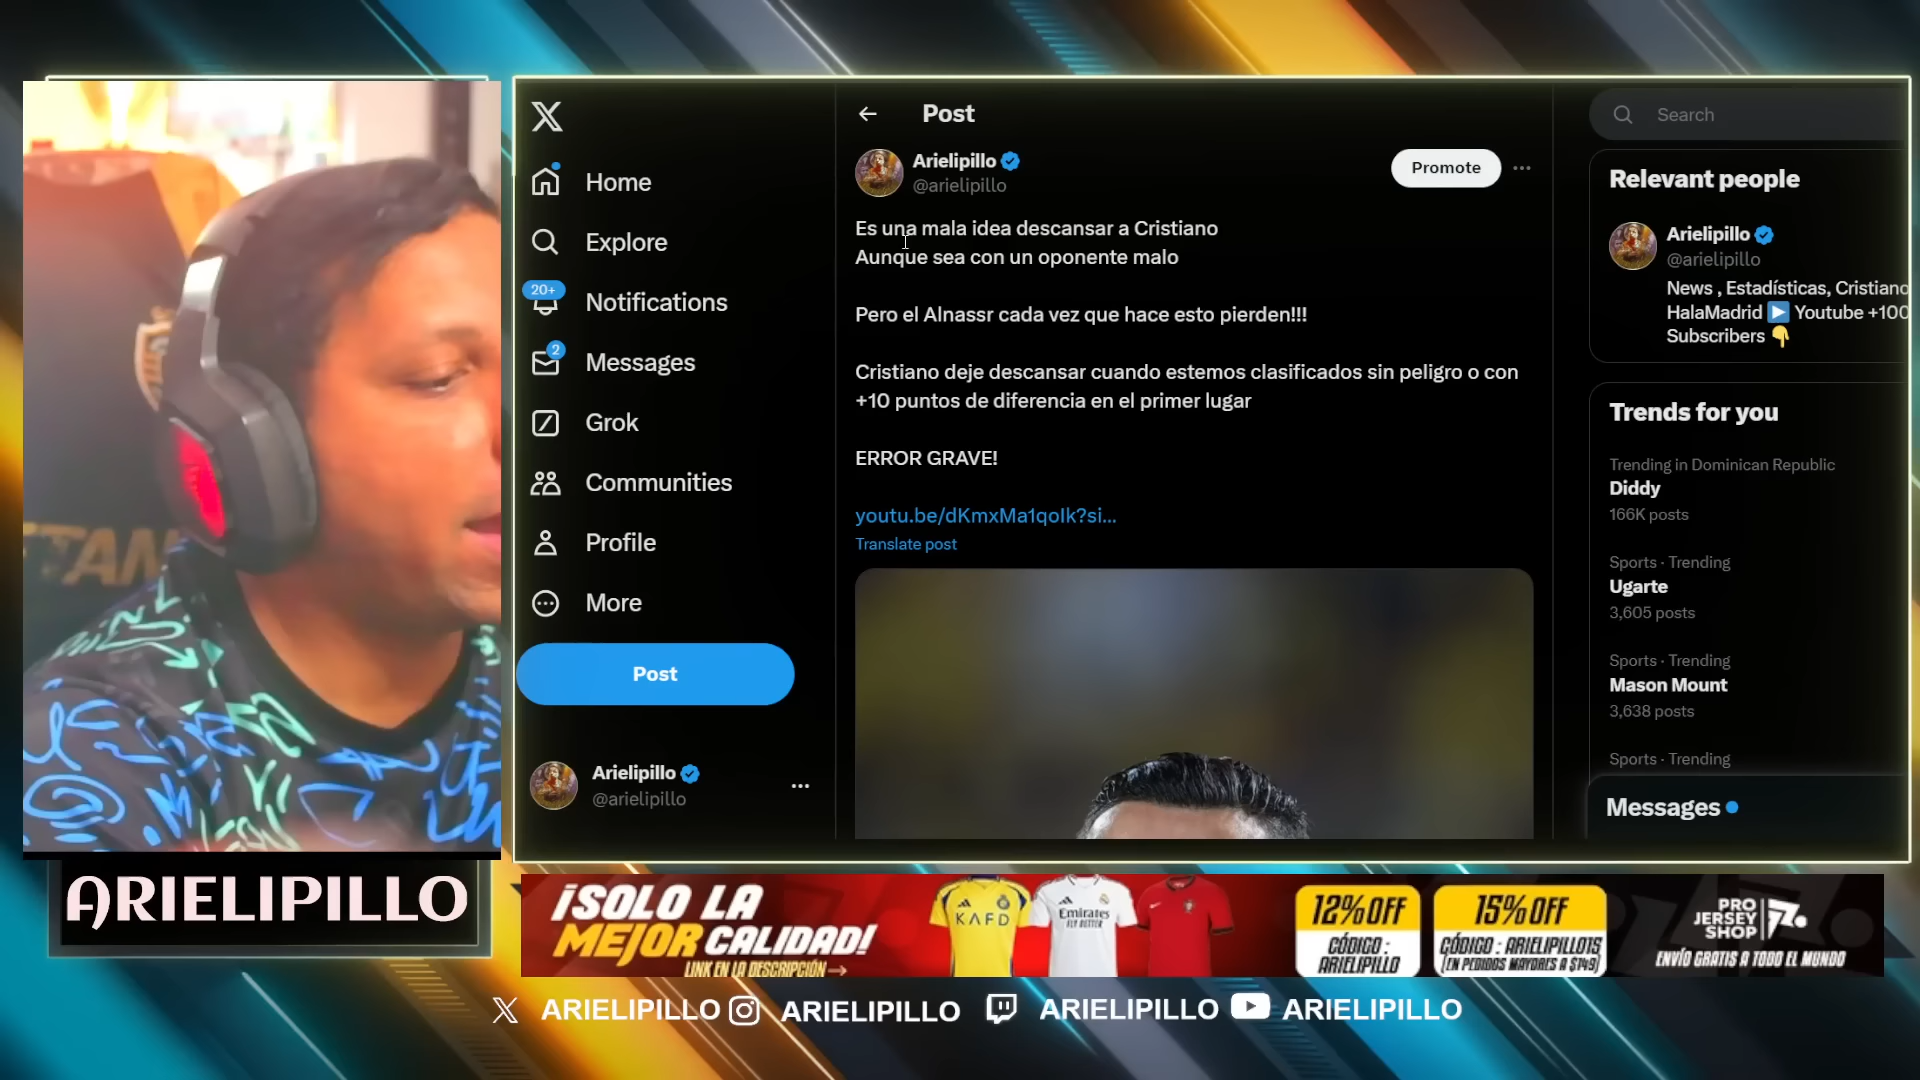 TAN
ARIELIPILLO
Home
Explore
20+
Notifications
2
Messages
Grok
Communities
Profile
More
Post
Arielipillo
@arielipillo
Post
Arielipillo
@arielipillo
Promote
Es una mala idea descansar a Cristiano
Aunque sea con un oponente malo
Pero el Alnassr cada vez que hace esto pierden!!!
Cristiano deje descansar cuando estemos clasificados sin peligro o con
+10 puntos de diferencia en el primer lugar
ERROR GRAVE!
youtu.be/dKmxMa1qoIk?si...
Translate post
Search
Relevant people
Arielipillo
@arielipillo
News , Estadísticas, Cristiano
HalaMadrid ▶️ Youtube +100
Subscribers 👇
Trends for you
Trending in Dominican Republic
Diddy
166K posts
Sports · Trending
Ugarte
3,605 posts
Sports · Trending
Mason Mount
3,638 posts
Sports · Trending
Messages
¡SOLO LA
MEJOR CALIDAD!
LINK EN LA DESCRIPCIÓN
KAFD
Emirates
FLY BETTER
12% OFF
CÓDIGO :
ARIELIPILLO
15% OFF
CÓDIGO : ARIELIPILLO15
(EN PEDIDOS MAYORES A $149)
PRO
JERSEY
SHOP
ENVÍO GRATIS A TODO EL MUNDO
ARIELIPILLO
ARIELIPILLO
ARIELIPILLO
ARIELIPILLO